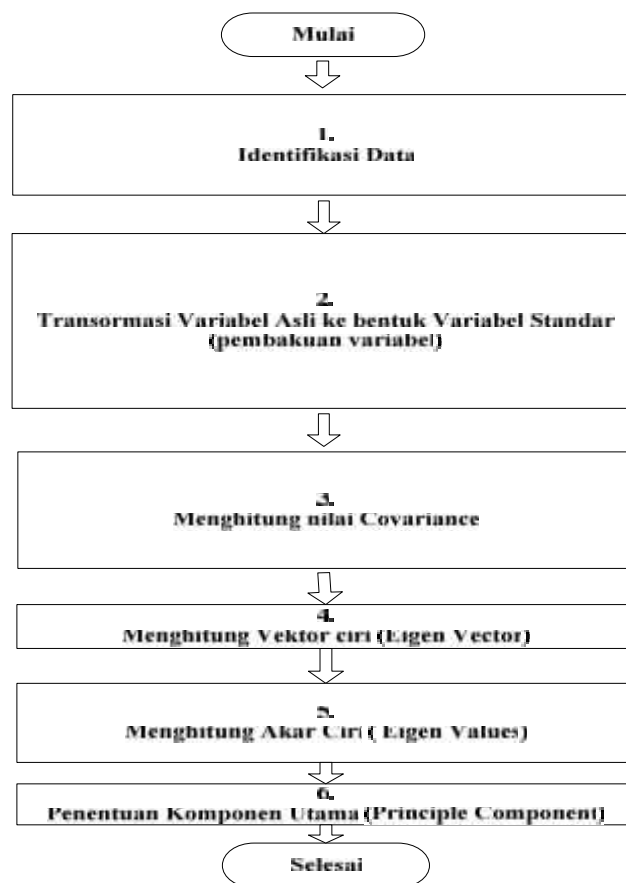 Mulai
1.
Identifikasi Data
2.
Transormasi Variabel Asli ke bentuk Variabel Standar
(pembakuan variabel)
3.
Menghitung nilai Covariance
4.
Menghitung Vektor ciri (Eigen Vector)
5.
Menghitung Akar Ciri ( Eigen Values)
6.
Penentuan Komponen Utama (Principle Component)
Selesai